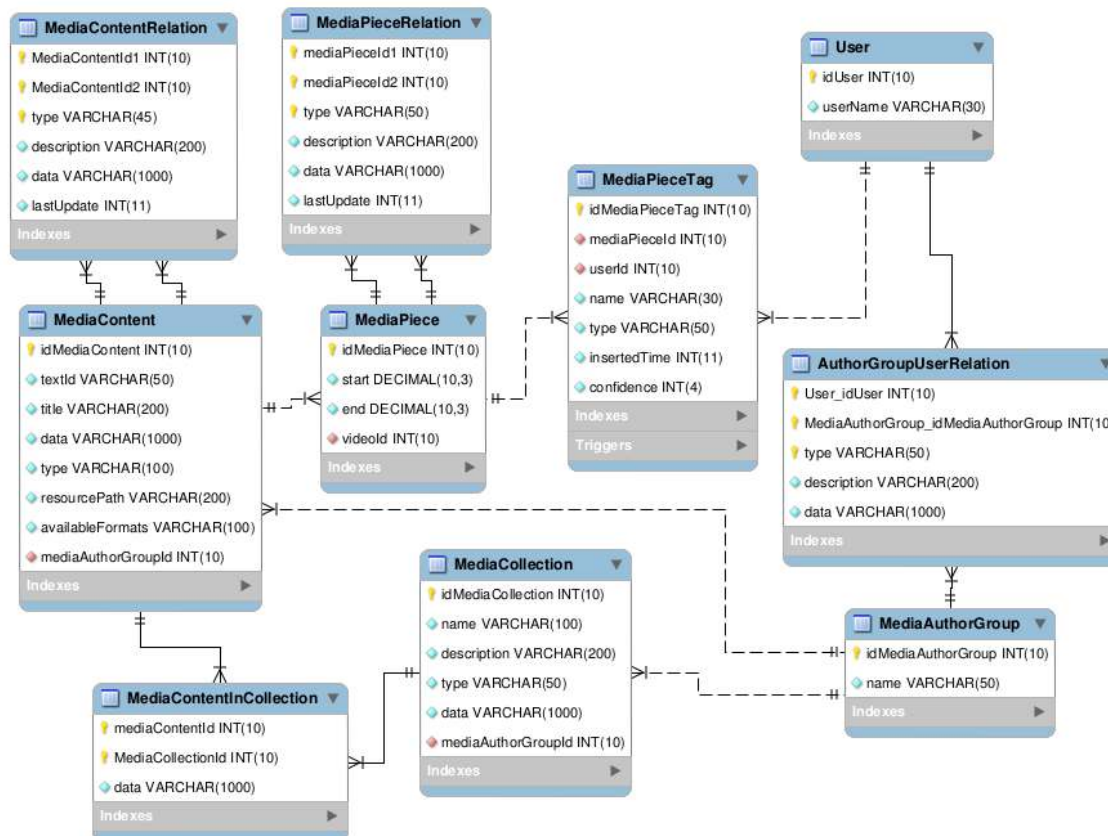 MediaContentRelation
MediaContentId1 INT(10)
MediaContentId2 INT(10)
type VARCHAR(45)
description VARCHAR(200)
data VARCHAR(1000)
lastUpdate INT(11)
Indexes
MediaPieceRelation
mediaPieceId1 INT(10)
mediaPieceId2 INT(10)
type VARCHAR(50)
description VARCHAR(200)
data VARCHAR(1000)
lastUpdate INT(11)
Indexes
User
idUser INT(10)
userName VARCHAR(30)
Indexes
MediaPieceTag
idMediaPieceTag INT(10)
mediaPieceId INT(10)
userId INT(10)
name VARCHAR(30)
type VARCHAR(50)
insertedTime INT(11)
confidence INT(4)
Indexes
Triggers
MediaContent
idMediaContent INT(10)
textId VARCHAR(50)
title VARCHAR(200)
data VARCHAR(1000)
type VARCHAR(100)
resourcePath VARCHAR(200)
availableFormats VARCHAR(100)
mediaAuthorGroupId INT(10)
Indexes
MediaPiece
idMediaPiece INT(10)
start DECIMAL(10,3)
end DECIMAL(10,3)
videoId INT(10)
Indexes
AuthorGroupUserRelation
User_idUser INT(10)
MediaAuthorGroup_idMediaAuthorGroup INT(10
type VARCHAR(50)
description VARCHAR(200)
data VARCHAR(1000)
Indexes
MediaCollection
idMediaCollection INT(10)
name VARCHAR(100)
description VARCHAR(200)
type VARCHAR(50)
data VARCHAR(1000)
mediaAuthorGroupId INT(10)
Indexes
MediaAuthorGroup
idMediaAuthorGroup INT(10)
name VARCHAR(50)
Indexes
MediaContentInCollection
mediaContentId INT(10)
MediaCollectionId INT(10)
data VARCHAR(1000)
Indexes